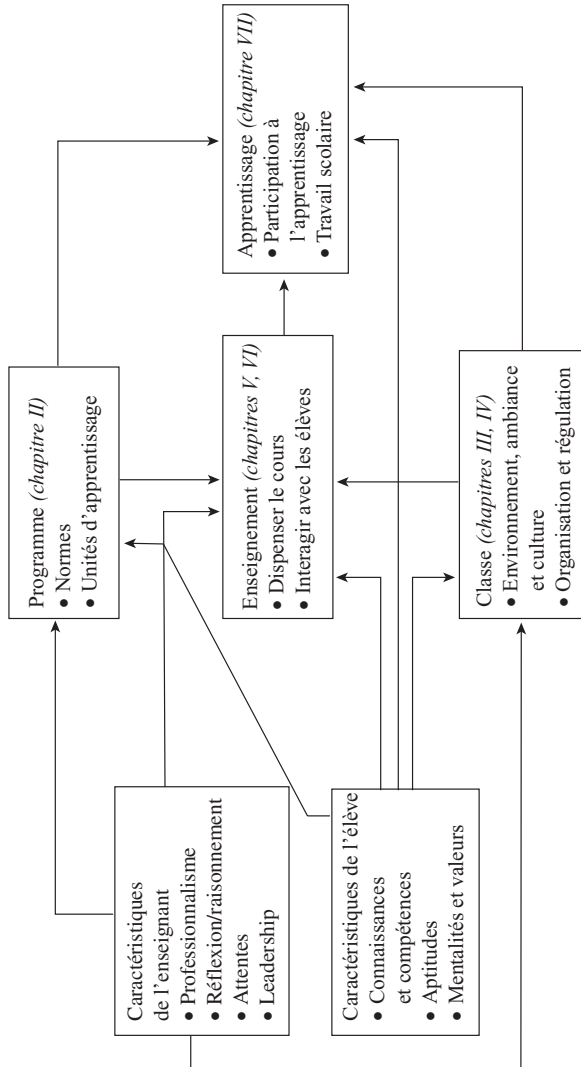 Caractéristiques
de l’enseignant
● Professionnalisme
● Réflexion/raisonnement
● Attentes
● Leadership
Caractéristiques de l’élève
● Connaissances
et compétences
● Aptitudes
● Mentalités et valeurs
Programme (chapitre II)
● Normes
● Unités d’apprentissage
Enseignement (chapitres V, VI)
● Dispenser le cours
● Interagir avec les élèves
Classe (chapitres III, IV)
● Environnement, ambiance
et culture
● Organisation et régulation
Apprentissage (chapitre VII)
● Participation à
l’apprentissage
● Travail scolaire